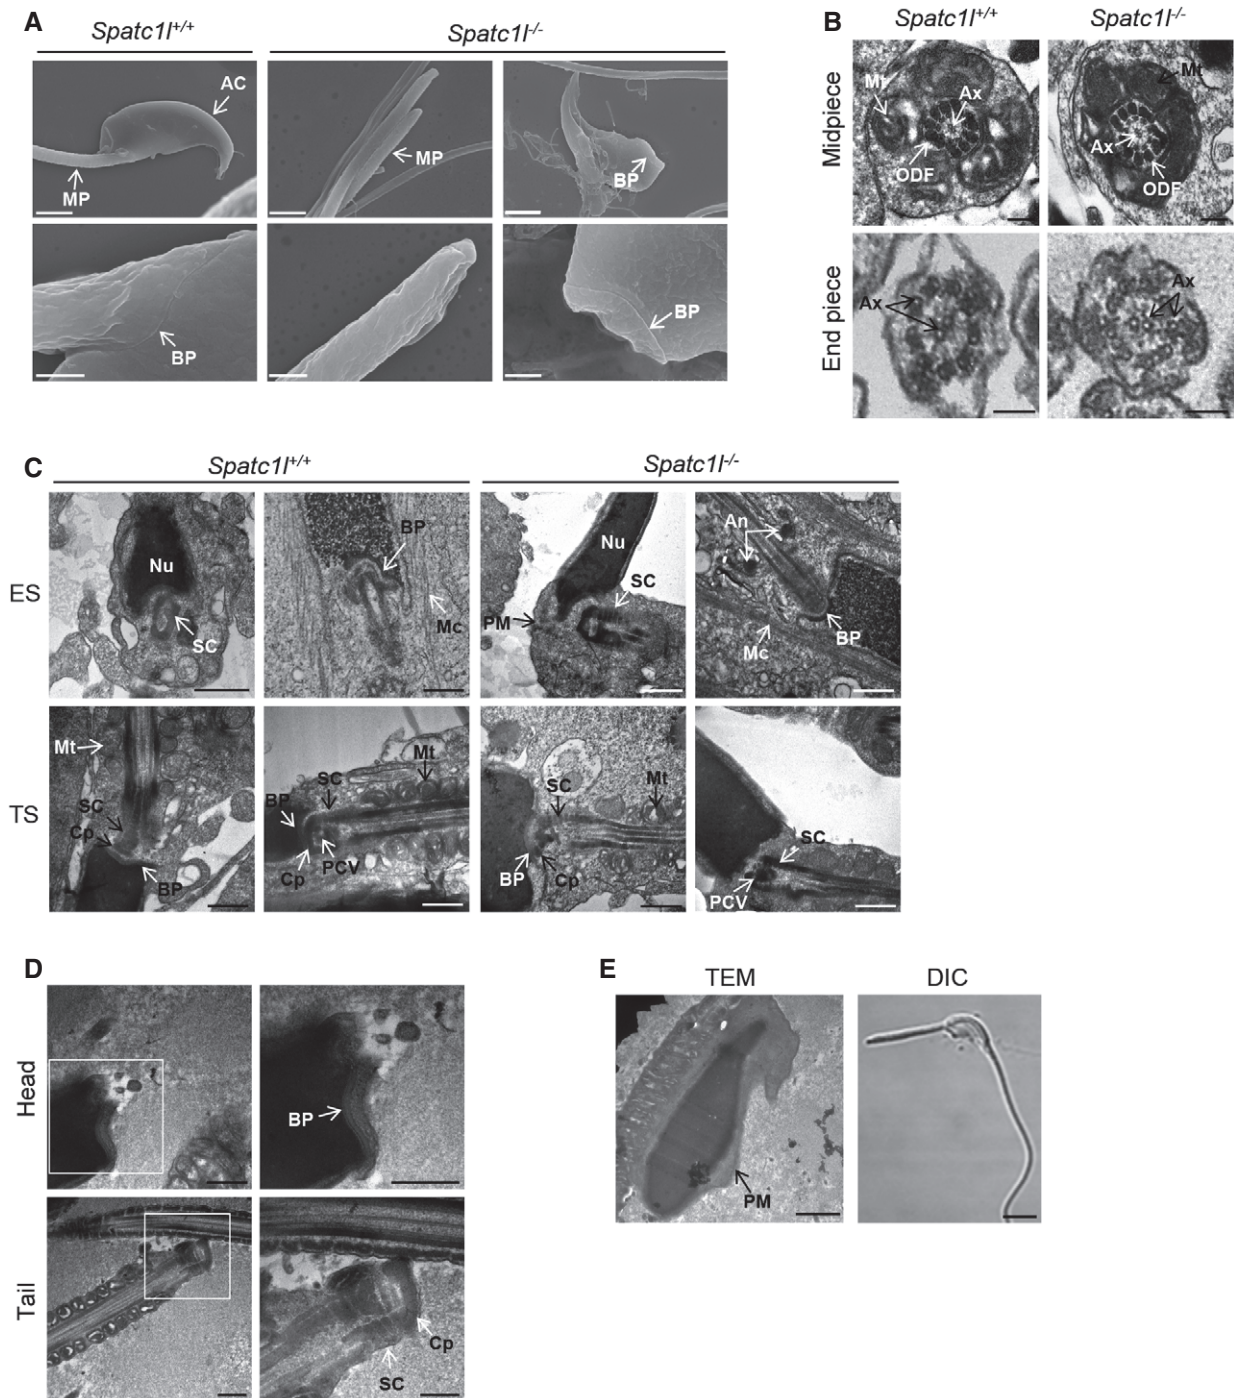 A
Spatc1l+/+ Spatc1l-/-
AC
MP
MP
BP
BP
BP
B
Spatc1l+/+ Spatc1l-/-
Midpiece
Mt
Ax
ODF
Mt
Ax
ODF
End piece
Ax
Ax
C
Spatc1l+/+ Spatc1l-/-
ES
Nu
SC
BP
Mc
Nu
SC
PM
An
Mc
BP
TS
Mt
SC
Cp
BP
BP
SC
Mt
Cp
PCV
SC
Mt
BP
Cp
SC
PCV
D
Head
BP
Tail
Cp
SC
E
TEM DIC
PM